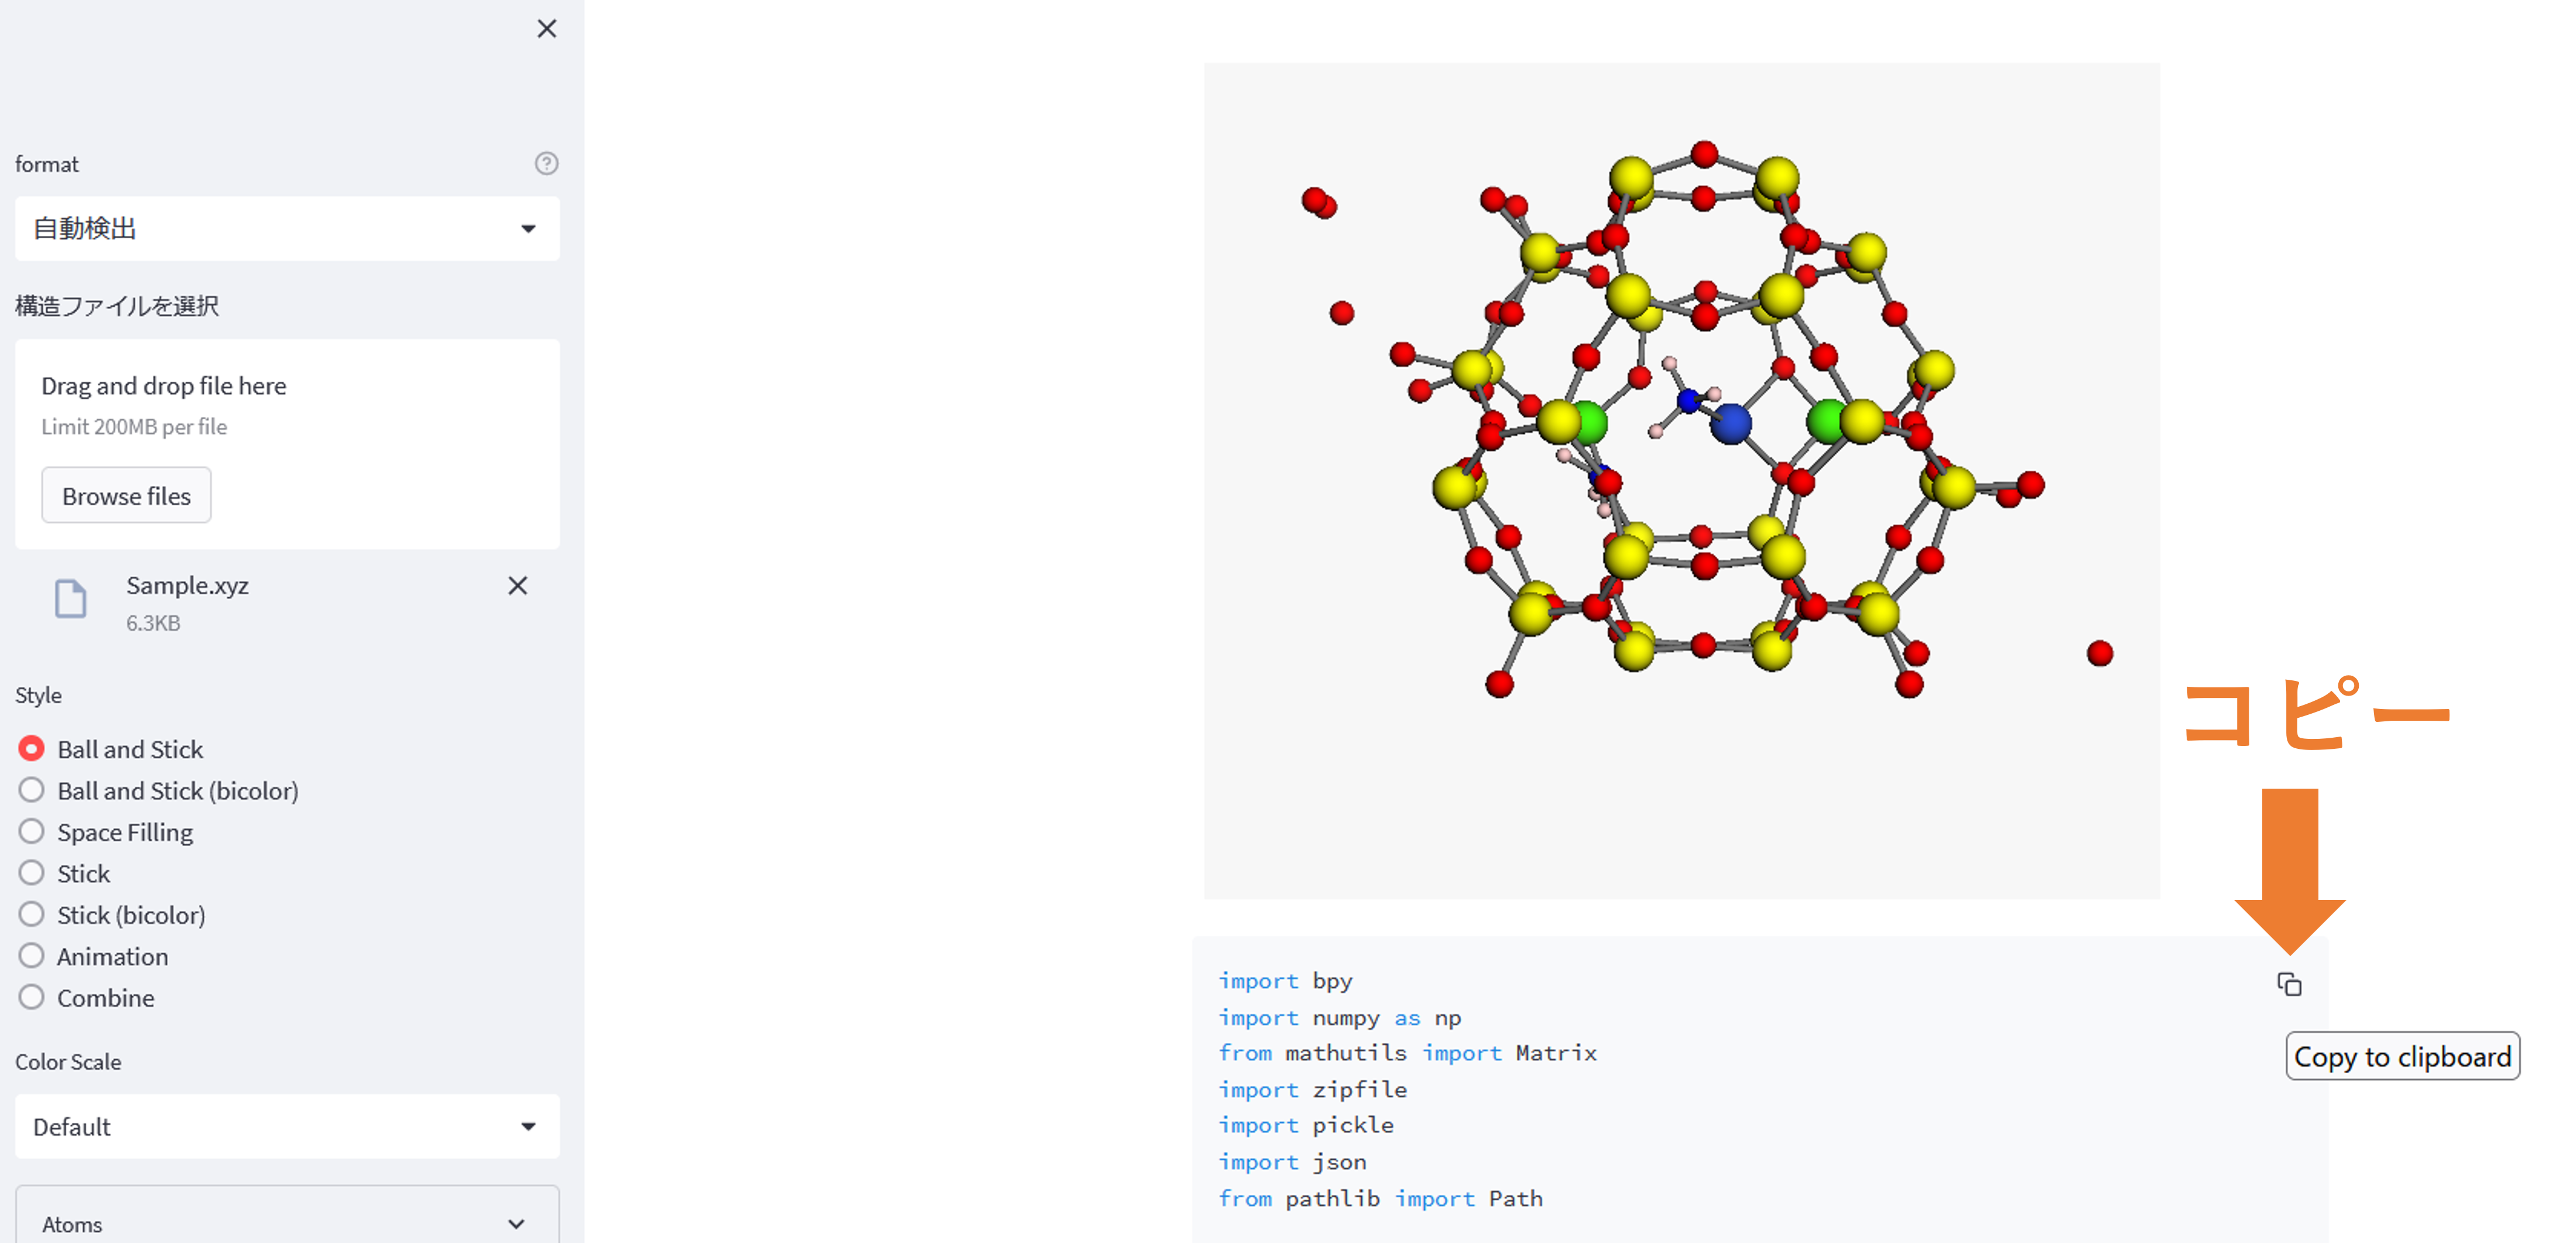 format
自動検出
構造ファイルを選択
Drag and drop file here
Limit 200MB per file
Browse files
Sample.xyz
6.3KB
Style
Ball and Stick
Ball and Stick (bicolor)
Space Filling
Stick
Stick (bicolor)
Animation
Combine
Color Scale
Default
Atoms
コピー
import bpy
import numpy as np
from mathutils import Matrix
import zipfile
import pickle
import json
from pathlib import Path
Copy to clipboard